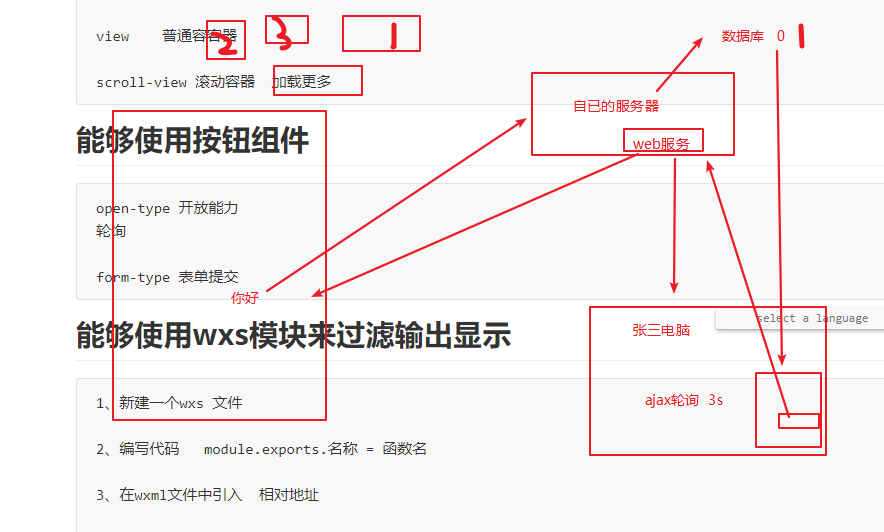 view 普通容容器
2
3
1
数据库 0 1
scroll-view 滚动容器 加载更多
自己的服务器
能够使用按钮组件
web服务
open-type 开放能力
轮询
form-type 表单提交
你好
能够使用wxs模块来过滤输出显示
select a language
张三电脑
1、新建一个wxs 文件
ajax轮询 3s
2、编写代码 module.exports.名称 = 函数名
3、在wxml文件中引入 相对地址